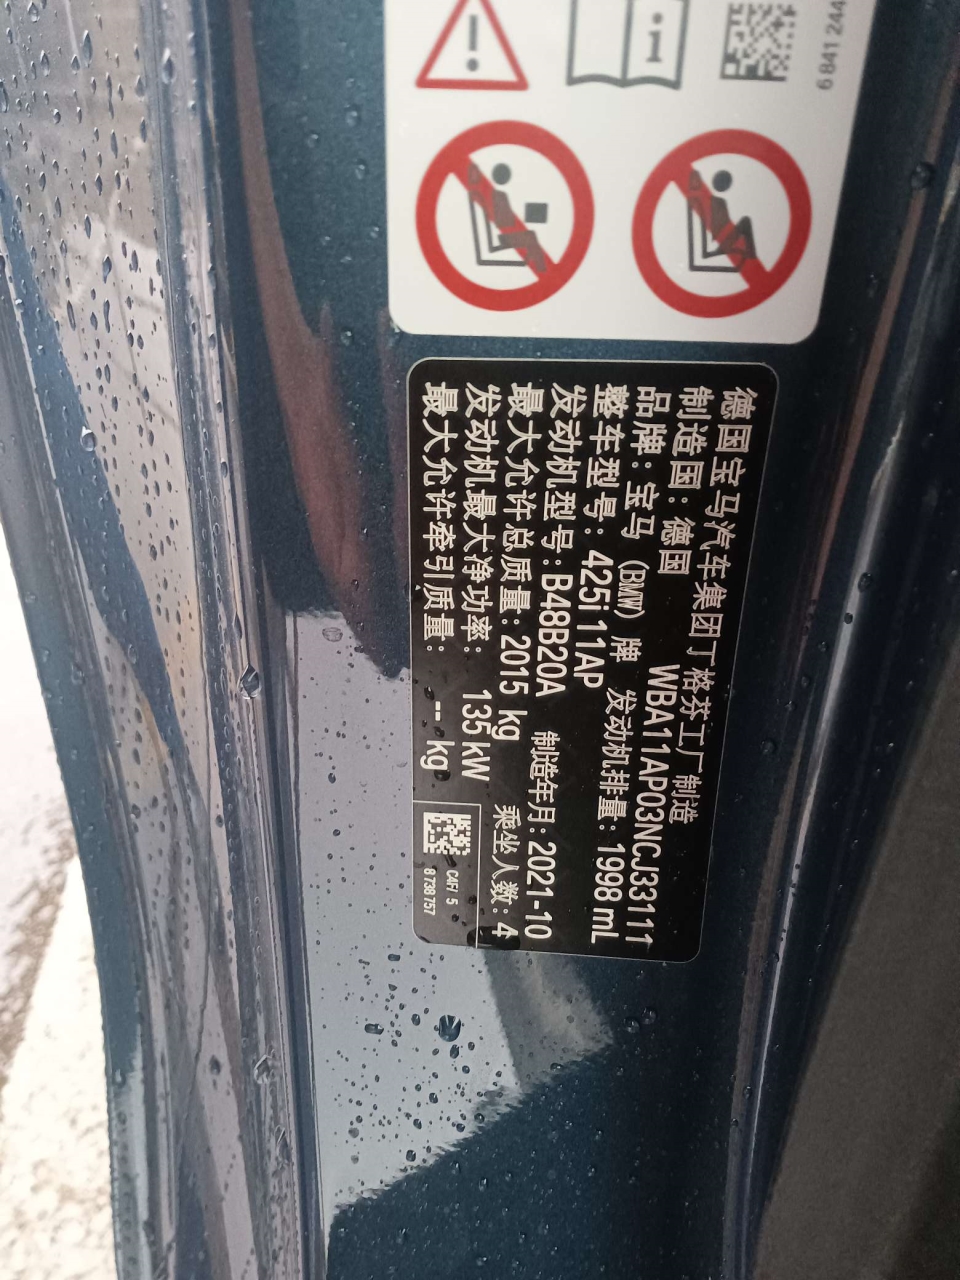 6 841 244
德国宝马汽车集团丁格芬工厂制造
制造国：德国 WBA11AP03NCJ33111
品牌：宝马 (BMW) 牌
整车型号：425i 11AP 发动机排量：1998 mL
发动机型号：B48B20A 制造年月：2021-10
最大允许总质量：2015 kg 乘坐人数：4
发动机最大净功率： 135 kW
最大允许牵引质量： -- kg
C4F/ 5
8 738 757